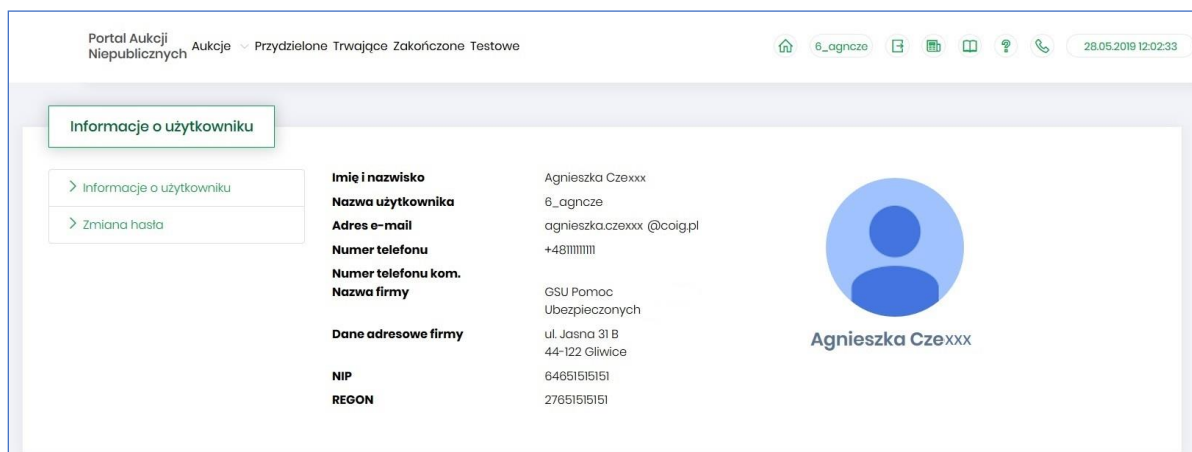 Portal Aukcji
Niepublicznych
Aukcje Przydzielone Trwające Zakończone Testowe
6_agncze
28.05.2019 12:02:33
Informacje o użytkowniku
Informacje o użytkowniku
Zmiana hasła
Imię i nazwisko Agnieszka Czexxx
Nazwa użytkownika 6_agncze
Adres e-mail agnieszka.czexxx @coig.pl
Numer telefonu +48111111111
Numer telefonu kom.
Nazwa firmy GSU Pomoc
Ubezpieczonych
Dane adresowe firmy ul. Jasna 31 B
44-122 Gliwice
NIP 64651515151
REGON 27651515151
Agnieszka Czexxx